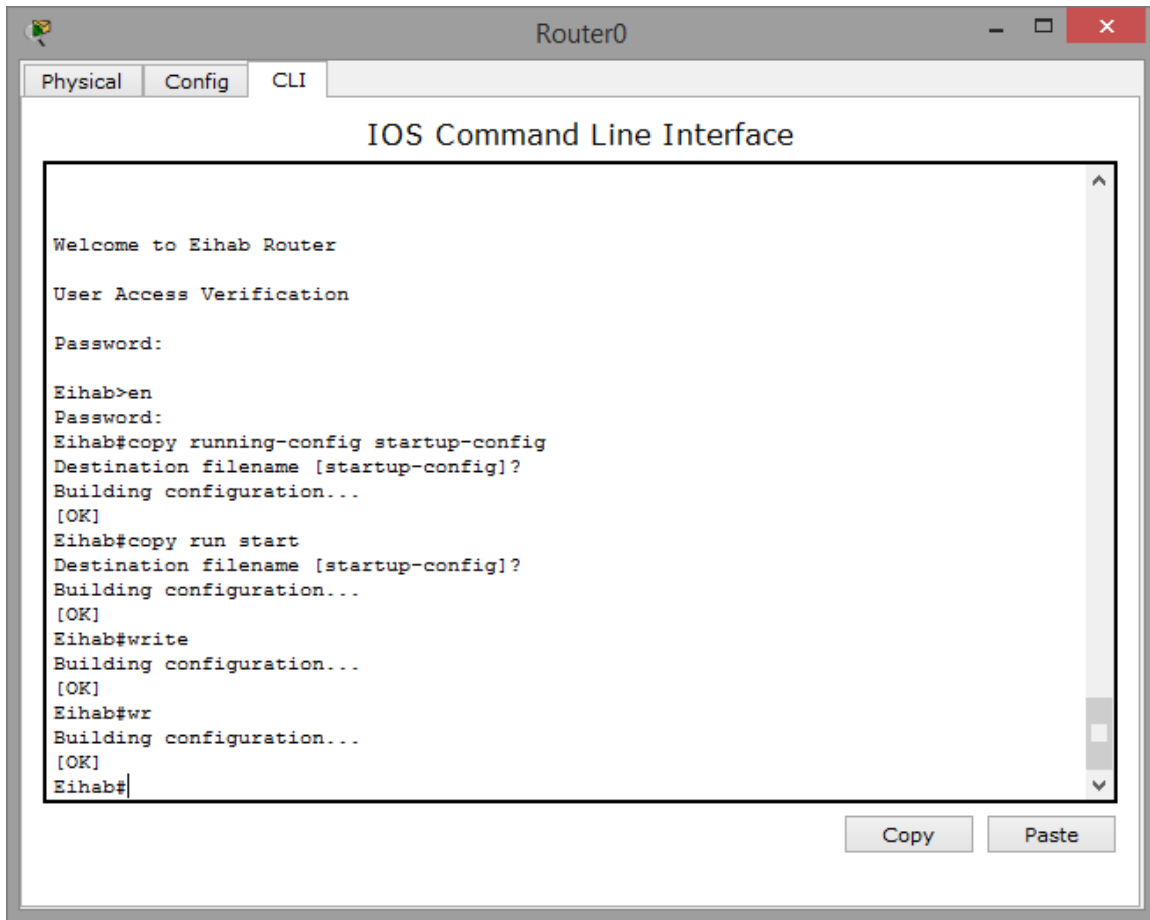 Router0
Physical Config CLI
IOS Command Line Interface
Welcome to Eihab Router
User Access Verification
Password:
Eihab>en
Password:
Eihab#copy running-config startup-config
Destination filename [startup-config]?
Building configuration...
[OK]
Eihab#copy run start
Destination filename [startup-config]?
Building configuration...
[OK]
Eihab#write
Building configuration...
[OK]
Eihab#wr
Building configuration...
[OK]
Eihab#
Copy Paste